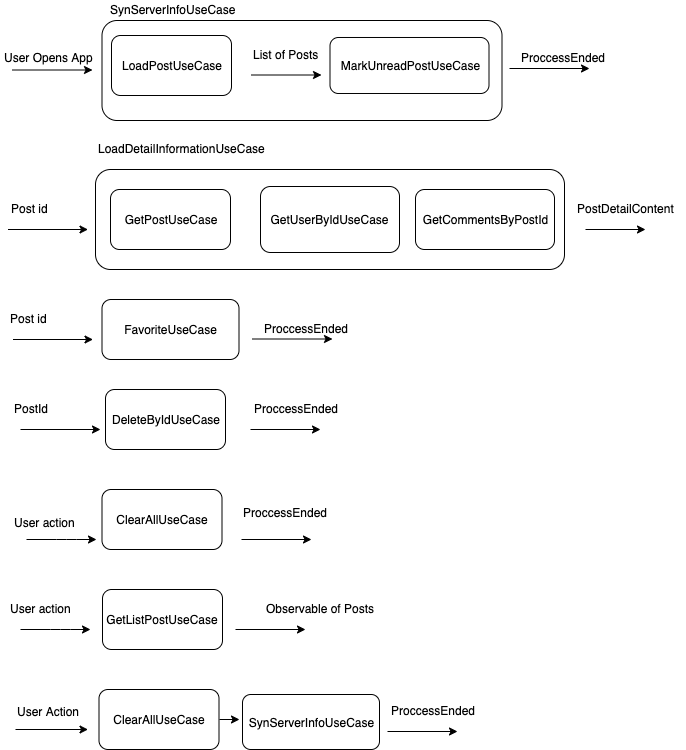 SynServerInfoUseCase
User Opens App
LoadPostUseCase
List of Posts
MarkUnreadPostUseCase
ProccessEnded
LoadDetailInformationUseCase
Post id
GetPostUseCase
GetUserByIdUseCase
GetCommentsByPostId
PostDetailContent
Post id
FavoriteUseCase
ProccessEnded
PostId
DeleteByIdUseCase
ProccessEnded
User action
ClearAllUseCase
ProccessEnded
User action
GetListPostUseCase
Observable of Posts
User Action
ClearAllUseCase
SynServerInfoUseCase
ProccessEnded